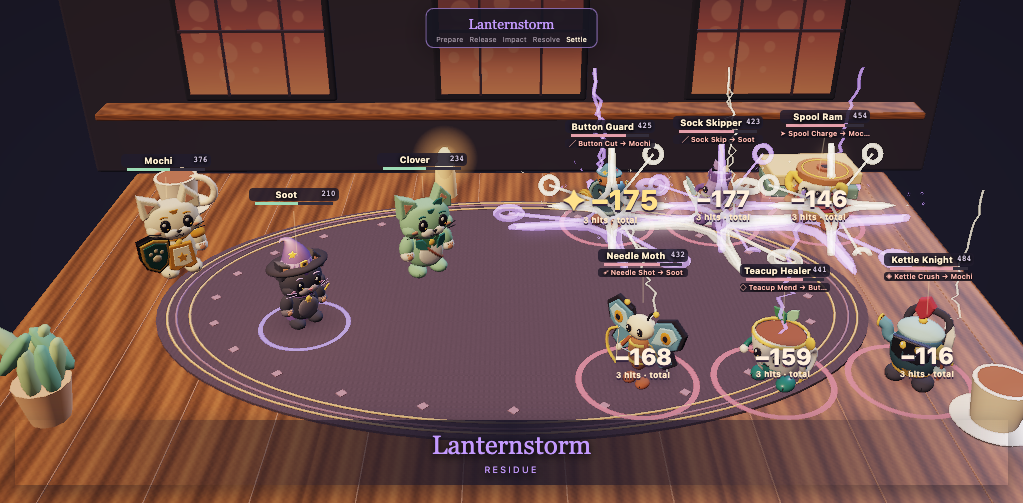 Lanternstorm
Prepare Release Impact Resolve Settle
Button Guard 425
⟋ Button Cut → Mochi
Sock Skipper 423
⟋ Sock Skip → Soot
Spool Ram 454
➤ Spool Charge → Moc...
Mochi 376
Clover 234
Soot 210
−175
3 hits · total
−177
3 hits · total
−146
3 hits · total
Needle Moth 432
Needle Shot → Soot
Teacup Healer 441
◇ Teacup Mend → But...
Kettle Knight 484
◈ Kettle Crush → Mochi
−168
3 hits · total
−159
3 hits · total
−116
3 hits · total
Lanternstorm
RESIDUE